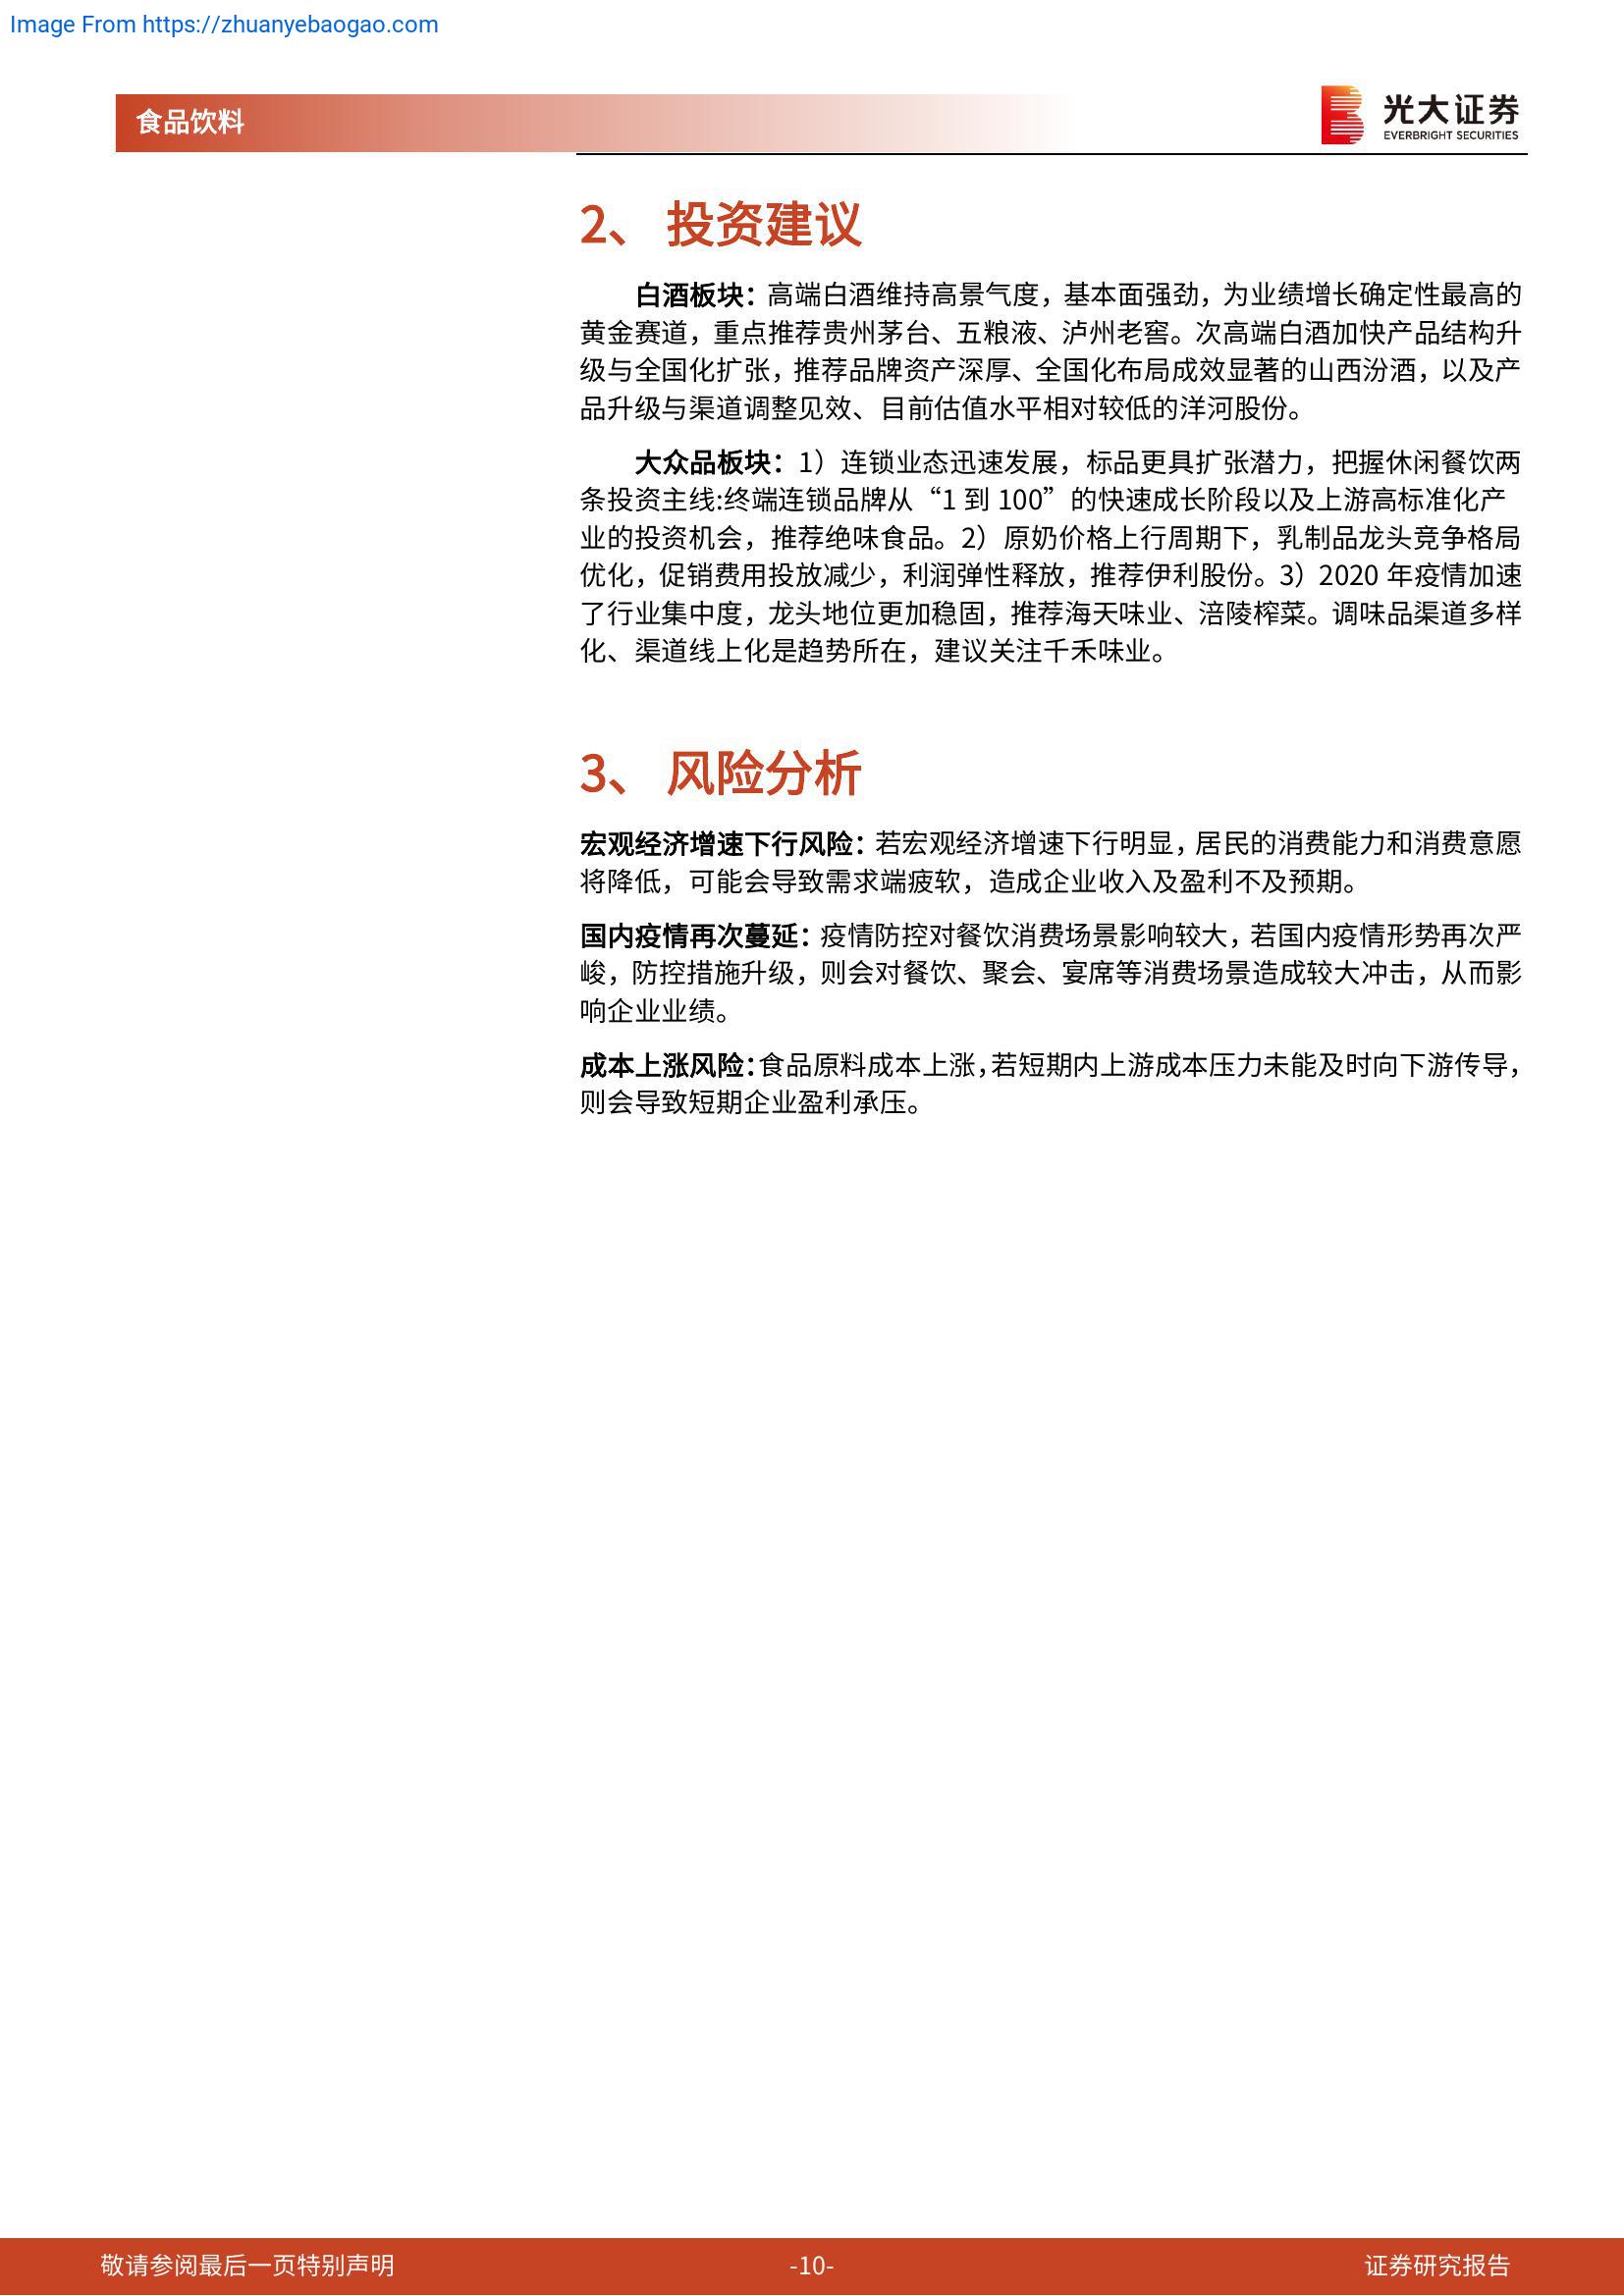 Image From https://zhuanyebaogao.com
食品饮料
光大证券
EVERBRIGHT SECURITIES
2、 投资建议
白酒板块：高端白酒维持高景气度，基本面强劲，为业绩增长确定性最高的
黄金赛道，重点推荐贵州茅台、五粮液、泸州老窖。次高端白酒加快产品结构升
级与全国化扩张，推荐品牌资产深厚、全国化布局成效显著的山西汾酒，以及产
品升级与渠道调整见效、目前估值水平相对较低的洋河股份。
大众品板块：1）连锁业态迅速发展，标品更具扩张潜力，把握休闲餐饮两
条投资主线:终端连锁品牌从“1 到 100”的快速成长阶段以及上游高标准化产
业的投资机会，推荐绝味食品。2）原奶价格上行周期下，乳制品龙头竞争格局
优化，促销费用投放减少，利润弹性释放，推荐伊利股份。3）2020 年疫情加速
了行业集中度，龙头地位更加稳固，推荐海天味业、涪陵榨菜。调味品渠道多样
化、渠道线上化是趋势所在，建议关注千禾味业。
3、 风险分析
宏观经济增速下行风险：若宏观经济增速下行明显，居民的消费能力和消费意愿
将降低，可能会导致需求端疲软，造成企业收入及盈利不及预期。
国内疫情再次蔓延：疫情防控对餐饮消费场景影响较大，若国内疫情形势再次严
峻，防控措施升级，则会对餐饮、聚会、宴席等消费场景造成较大冲击，从而影
响企业业绩。
成本上涨风险：食品原料成本上涨，若短期内上游成本压力未能及时向下游传导，
则会导致短期企业盈利承压。
敬请参阅最后一页特别声明
-10-
证券研究报告